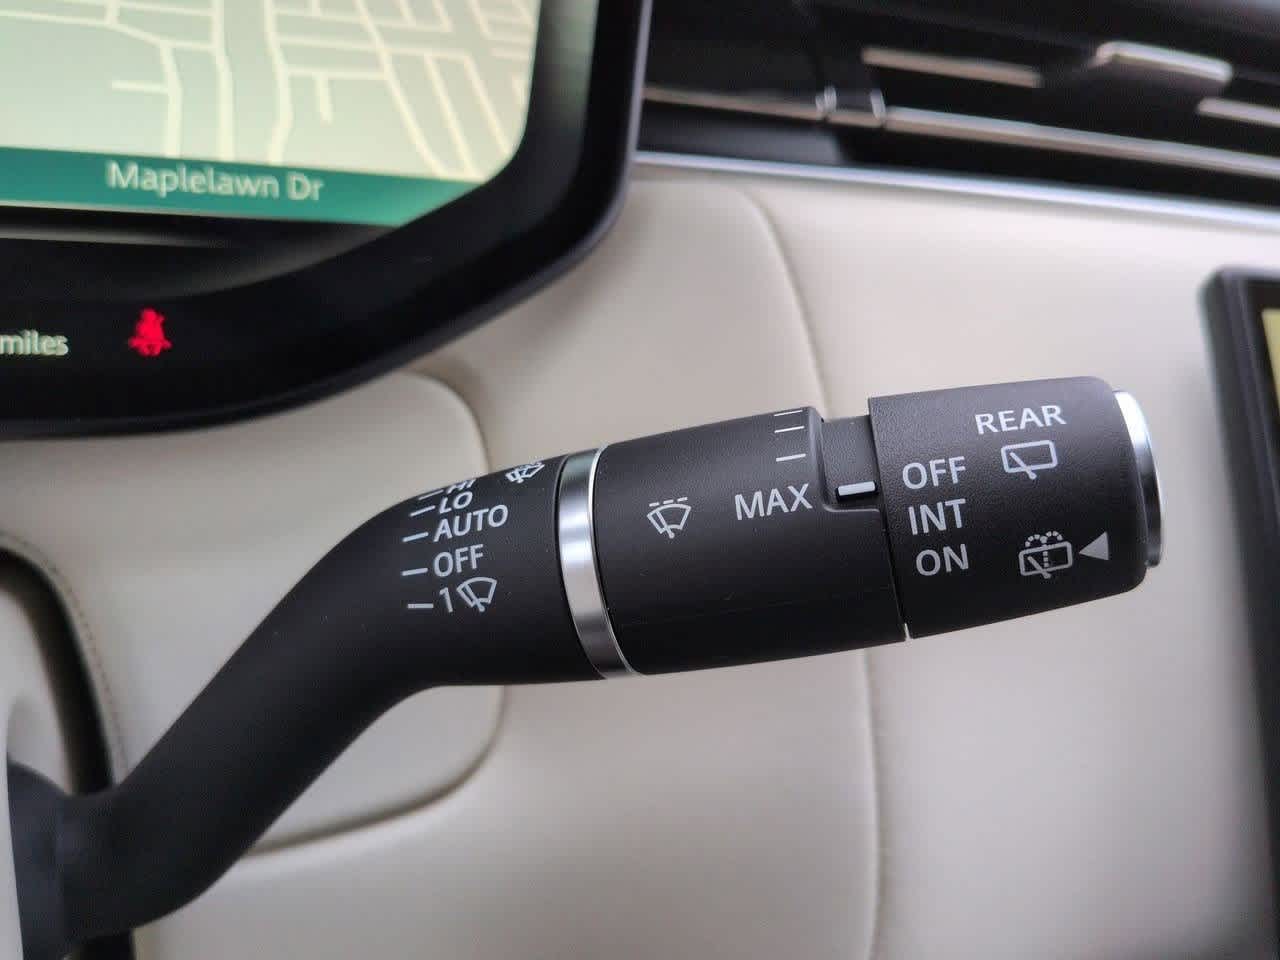 Maplelawn Dr
miles
HI
LO
AUTO
OFF
1
MAX
REAR
OFF
INT
ON